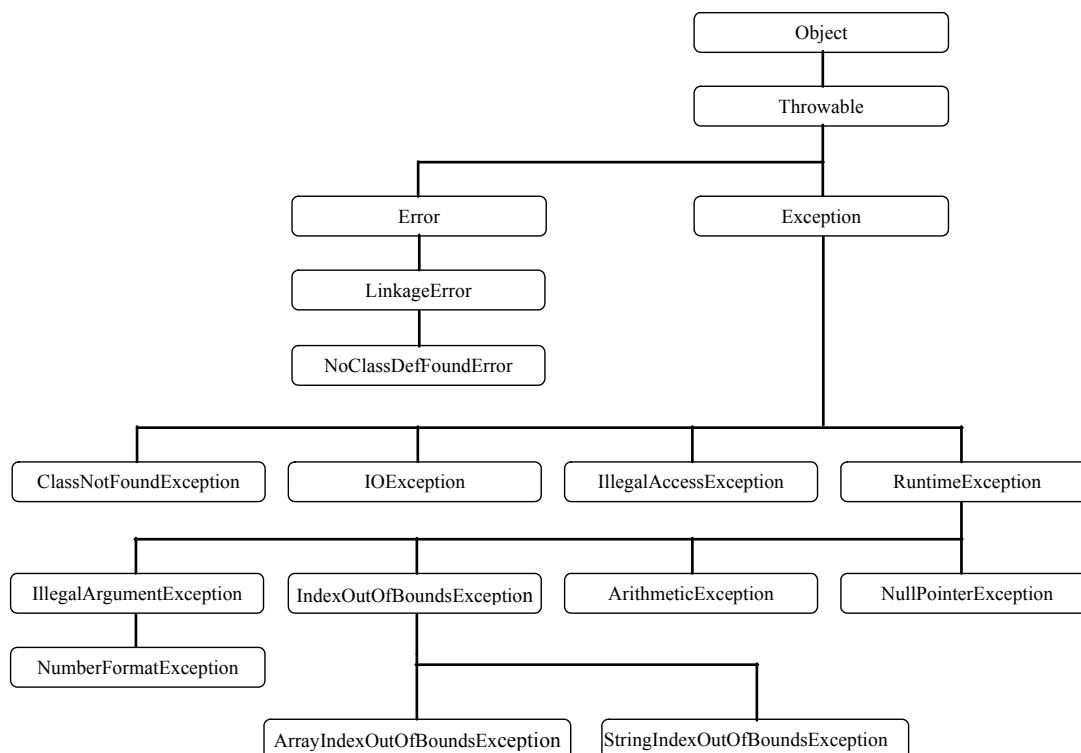 Object
Throwable
Error
Exception
LinkageError
NoClassDefFoundError
ClassNotFoundException
IOException
IllegalAccessException
RuntimeException
IllegalArgumentException
IndexOutOfBoundsException
ArithmeticException
NullPointerException
NumberFormatException
ArrayIndexOutOfBoundsException
StringIndexOutOfBoundsException